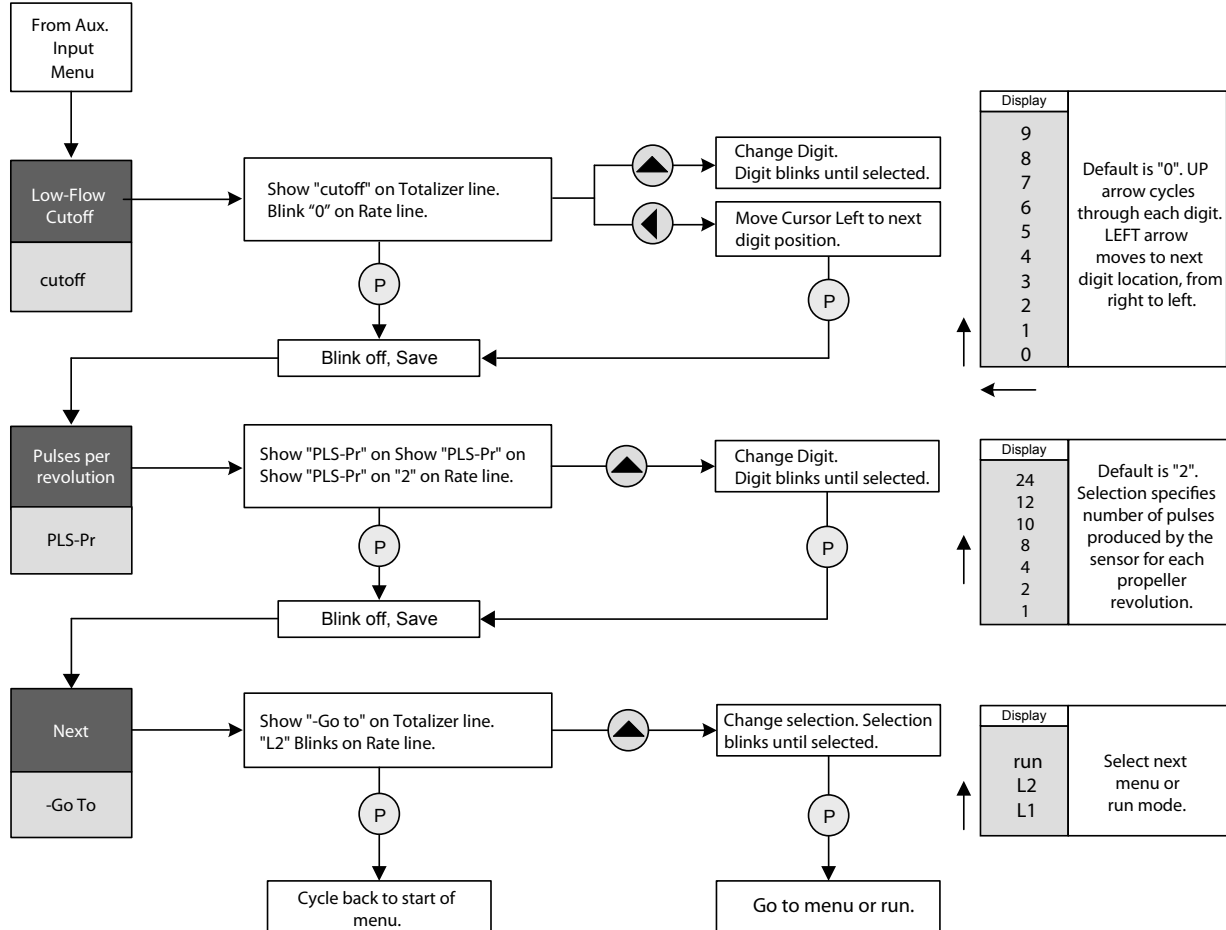 From Aux.
Input
Menu
Low-Flow
Cutoff
cutoff
Show "cutoff" on Totalizer line.
Blink “0” on Rate line.
Change Digit.
Digit blinks until selected.
Move Cursor Left to next
digit position.
P
P
Blink off, Save
Display
9
8
7
6
5
4
3
2
1
0
Default is "0". UP
arrow cycles
through each digit.
LEFT arrow
moves to next
digit location, from
right to left.
Pulses per
revolution
PLS-Pr
Show "PLS-Pr" on Show "PLS-Pr" on
Show "PLS-Pr" on "2" on Rate line.
Change Digit.
Digit blinks until selected.
P
P
Blink off, Save
Display
24
12
10
8
4
2
1
Default is "2".
Selection specifies
number of pulses
produced by the
sensor for each
propeller
revolution.
Next
-Go To
Show "-Go to" on Totalizer line.
"L2" Blinks on Rate line.
Change selection. Selection
blinks until selected.
P
P
Cycle back to start of
menu.
Go to menu or run.
Display
run
L2
L1
Select next
menu or
run mode.